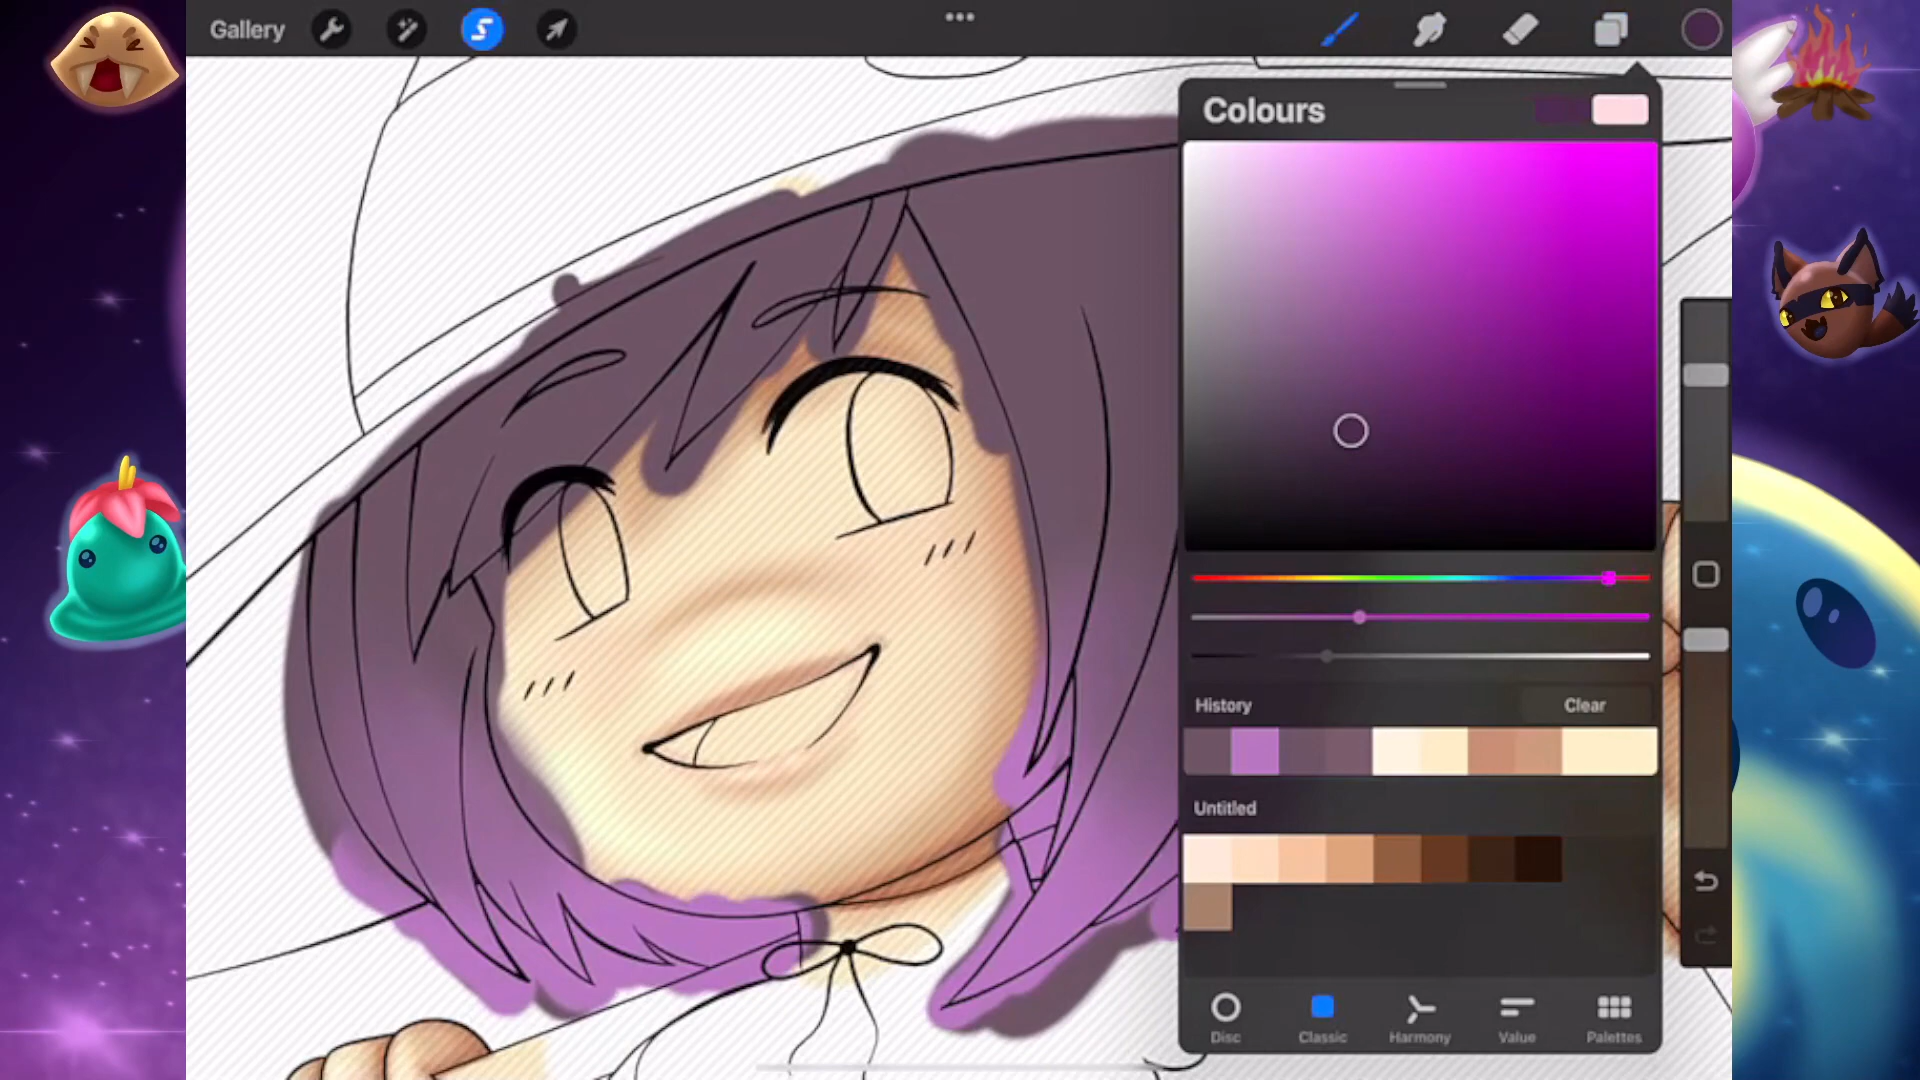 Gallery
Colours
History
Clear
Untitled
Disc
Classic
Harmony
Value
Palettes